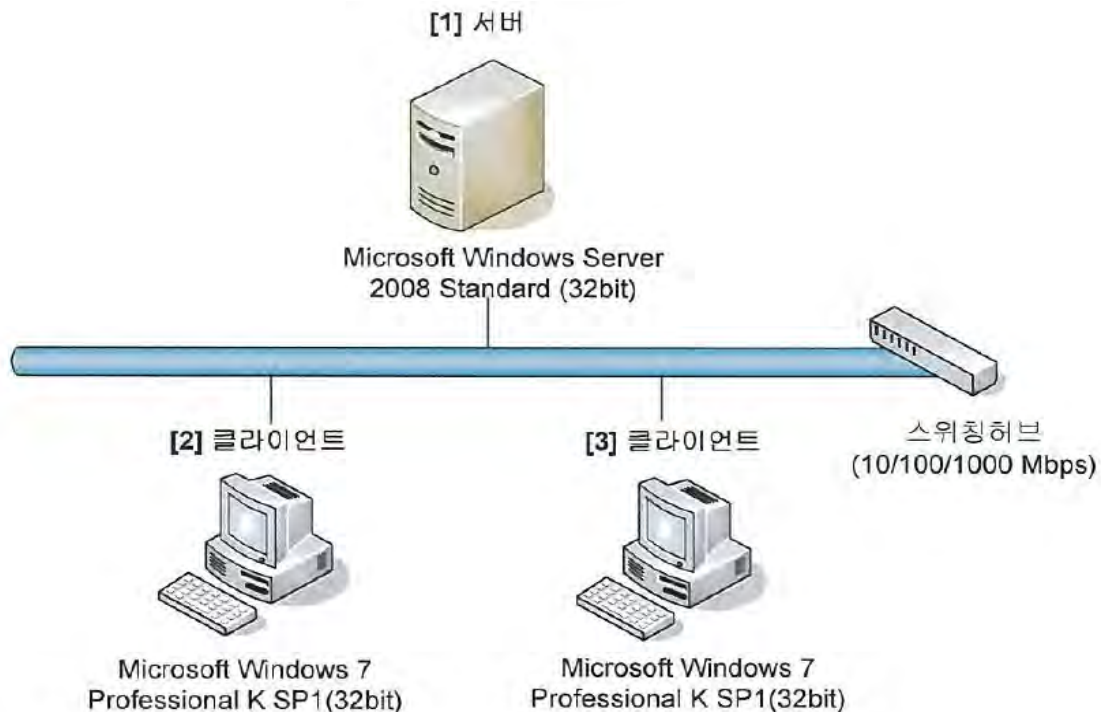 [1] 서버
Microsoft Windows Server
2008 Standard (32bit)
[2] 클라이언트
[3] 클라이언트
스위칭허브
(10/100/1000 Mbps)
Microsoft Windows 7
Professional K SP1(32bit)
Microsoft Windows 7
Professional K SP1(32bit)